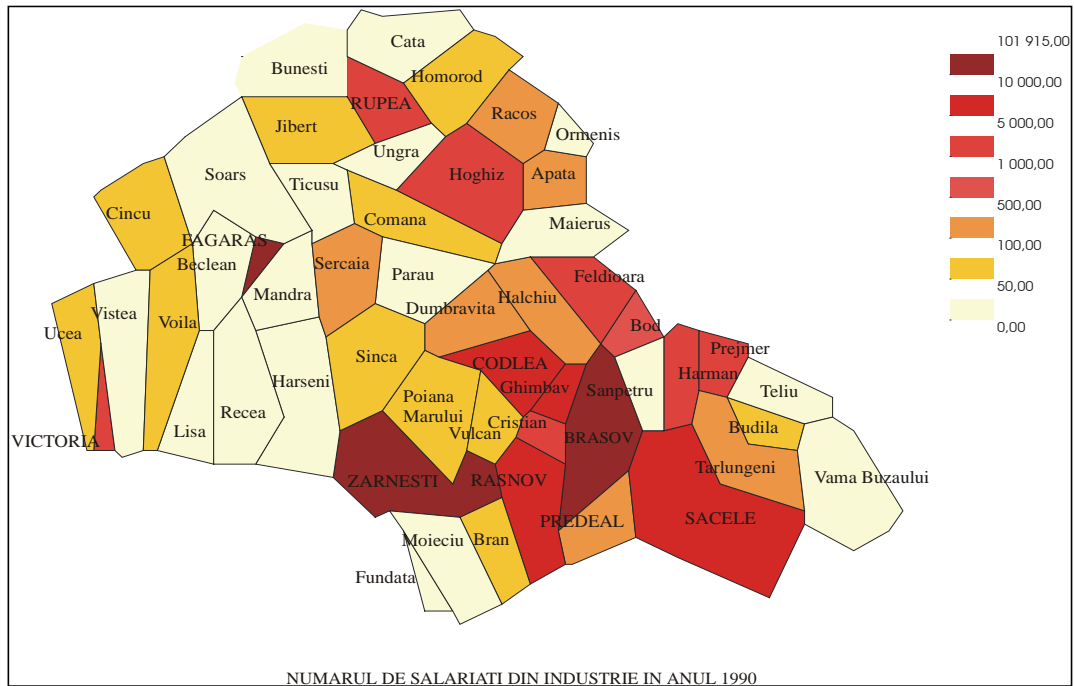 Cata
Bunesti
Homorod
RUPEA
Racos
Jibert
Ormenis
Ungra
Soars
Ticusu
Hoghiz
Apata
Cincu
Comana
Maierus
FAGARAS
Beclean
Sercaia
Parau
Feldioara
Mandra
Halchiu
Dumbravita
Vistea
Voila
Bod
Ucea
Prejmer
Sinca
CODLEA
Harman
Harseni
Ghimbav
Sanpetru
Teliu
Poiana
Marului
Recea
Cristian
Budila
Lisa
Vulcan
BRASOV
VICTORIA
Tarlungeni
Vama Buzaului
ZARNESTI
RASNOV
PREDEAL
SACELE
Moieciu
Bran
Fundata
101 915,00
10 000,00
5 000,00
1 000,00
500,00
100,00
50,00
0,00
NUMARUL DE SALARIATI DIN INDUSTRIE IN ANUL 1990